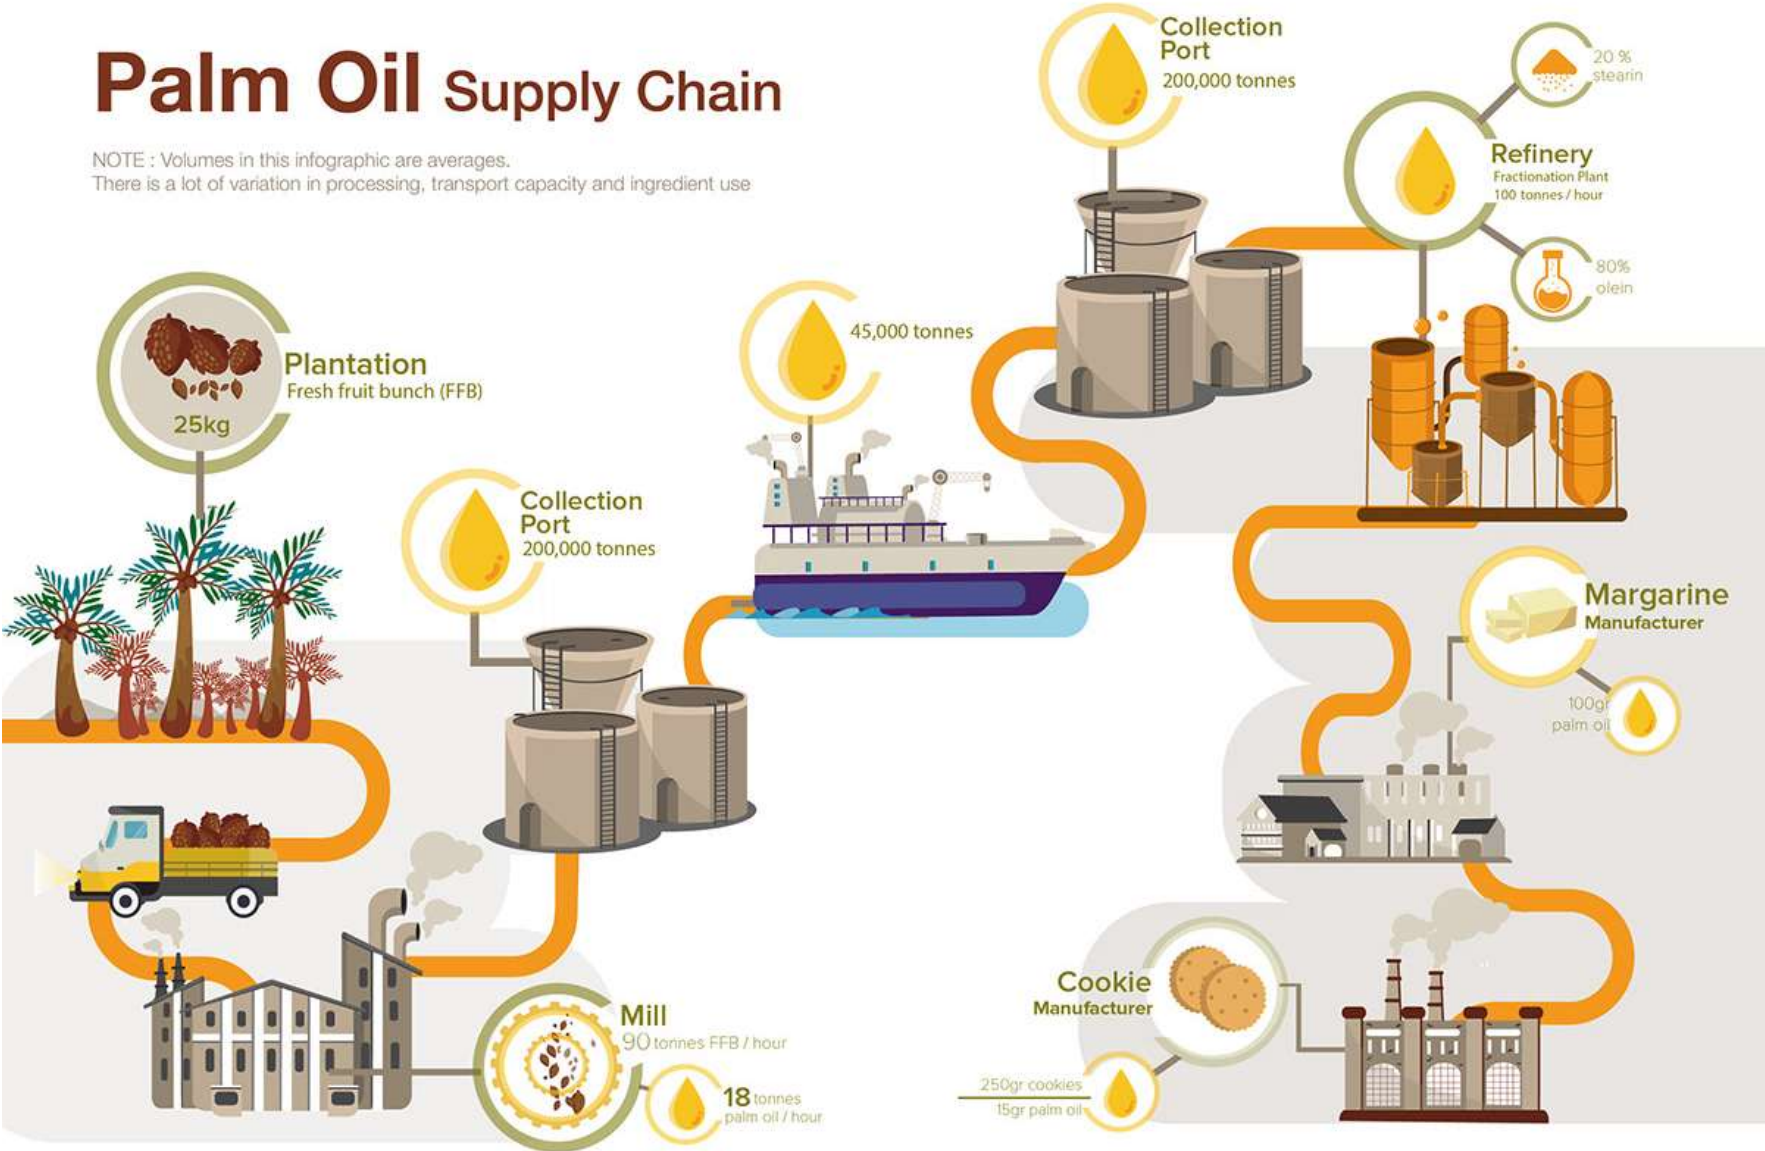 Palm Oil Supply Chain
NOTE : Volumes in this infographic are averages.
There is a lot of variation in processing, transport capacity and ingredient use
Plantation
Fresh fruit bunch (FFB)
25kg
Mill
90 tonnes FFB / hour
18 tonnes
palm oil / hour
Collection
Port
200,000 tonnes
45,000 tonnes
Collection
Port
200,000 tonnes
Refinery
Fractionation Plant
100 tonnes / hour
20 %
stearin
80%
olein
Margarine
Manufacturer
100gr
palm oil
Cookie
Manufacturer
250gr cookies
15gr palm oil